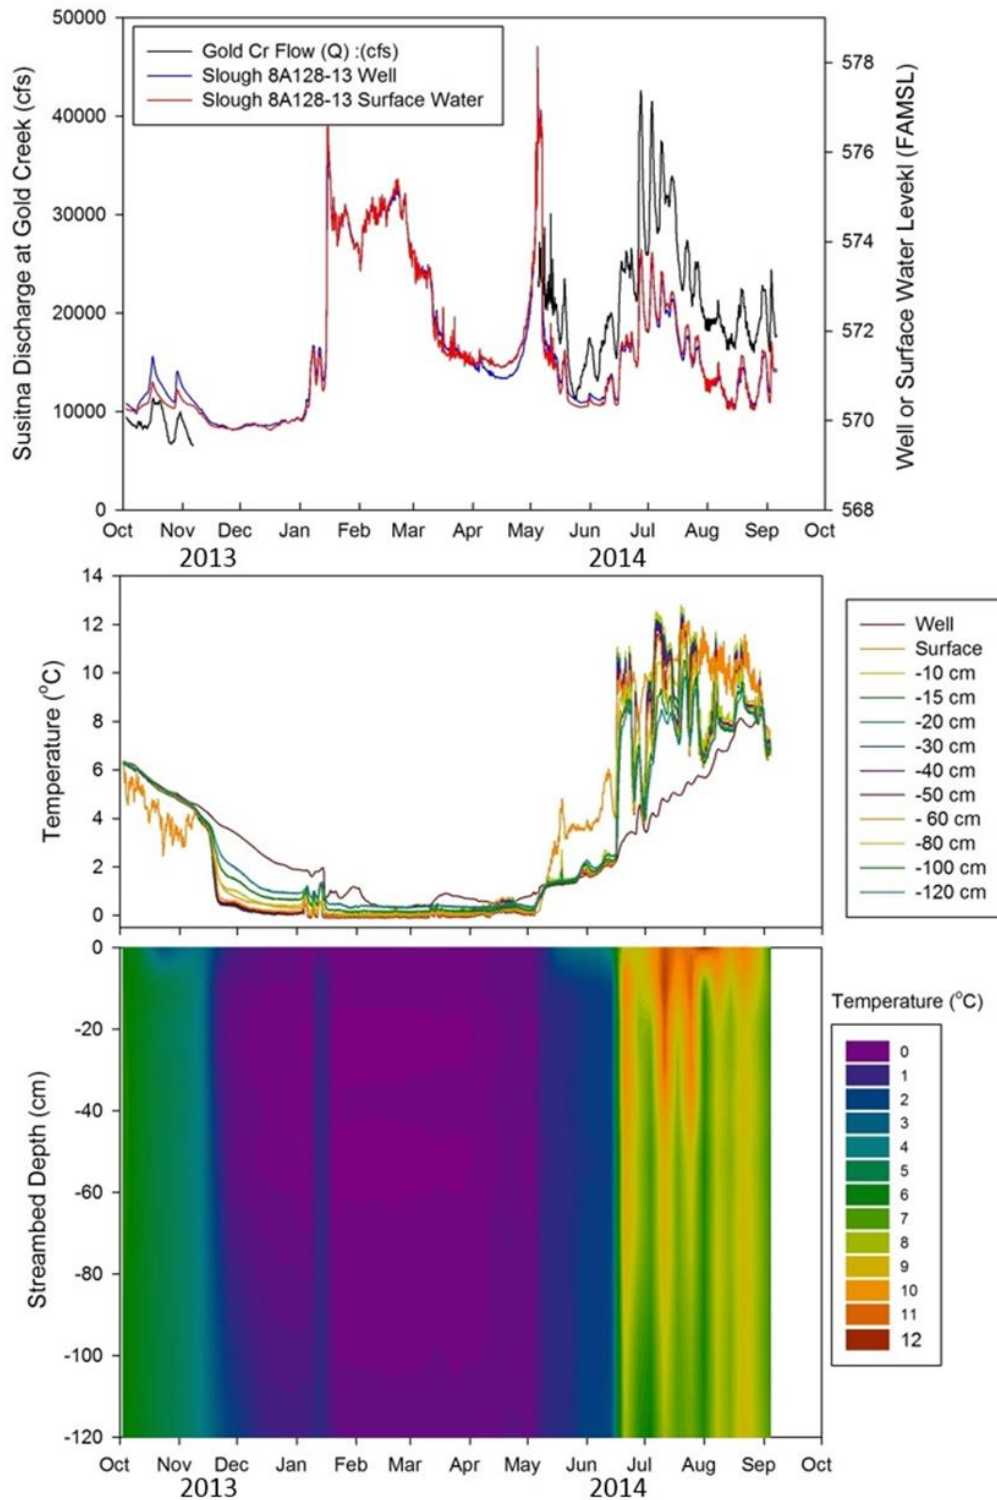 50000
40000
30000
20000
10000
0
Susitna Discharge at Gold Creek (cfs)
Gold Cr Flow (Q) :(cfs)
Slough 8A128-13 Well
Slough 8A128-13 Surface Water
578
576
574
572
570
568
Well or Surface Water Levekl (FAMSL)
Oct Nov Dec Jan Feb Mar Apr May Jun Jul Aug Sep Oct
2013 2014
14
12
10
8
6
4
2
0
Temperature (°C)
Well
Surface
-10 cm
-15 cm
-20 cm
-30 cm
-40 cm
-50 cm
- 60 cm
-80 cm
-100 cm
-120 cm
0
-20
-40
-60
-80
-100
-120
Streambed Depth (cm)
Temperature (°C)
0
1
2
3
4
5
6
7
8
9
10
11
12
Oct Nov Dec Jan Feb Mar Apr May Jun Jul Aug Sep Oct
2013 2014